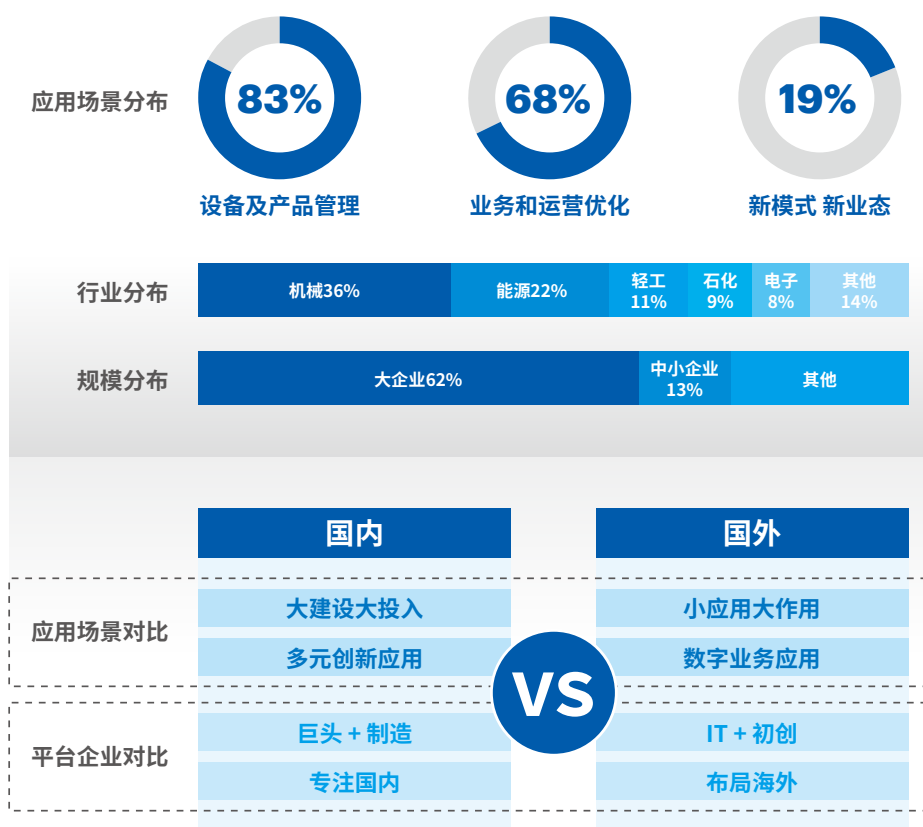 应用场景分布
83%
68%
19%
设备及产品管理
业务和运营优化
新模式 新业态
行业分布
机械36%
能源22%
轻工
11%
石化
9%
电子
8%
其他
14%
规模分布
大企业62%
中小企业
13%
其他
国内
国外
应用场景对比
大建设大投入
小应用大作用
多元创新应用
数字业务应用
VS
平台企业对比
巨头 + 制造
IT + 初创
专注国内
布局海外